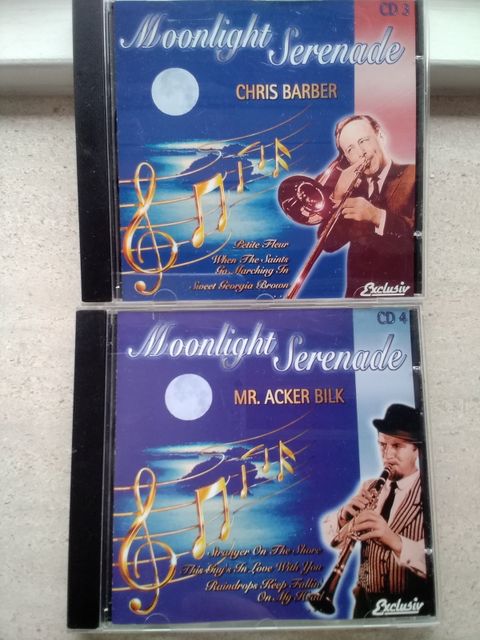 CD 3
Moonlight Serenade
CHRIS BARBER
Petite Fleur
When The Saints
Go Marching In
Sweet Georgia Brown
...
Exclusiv
CD 4
Moonlight Serenade
MR. ACKER BILK
Stranger On The Shore
This Guy's In Love With You
Raindrops Keep Fallin'
On My Head
Exclusiv